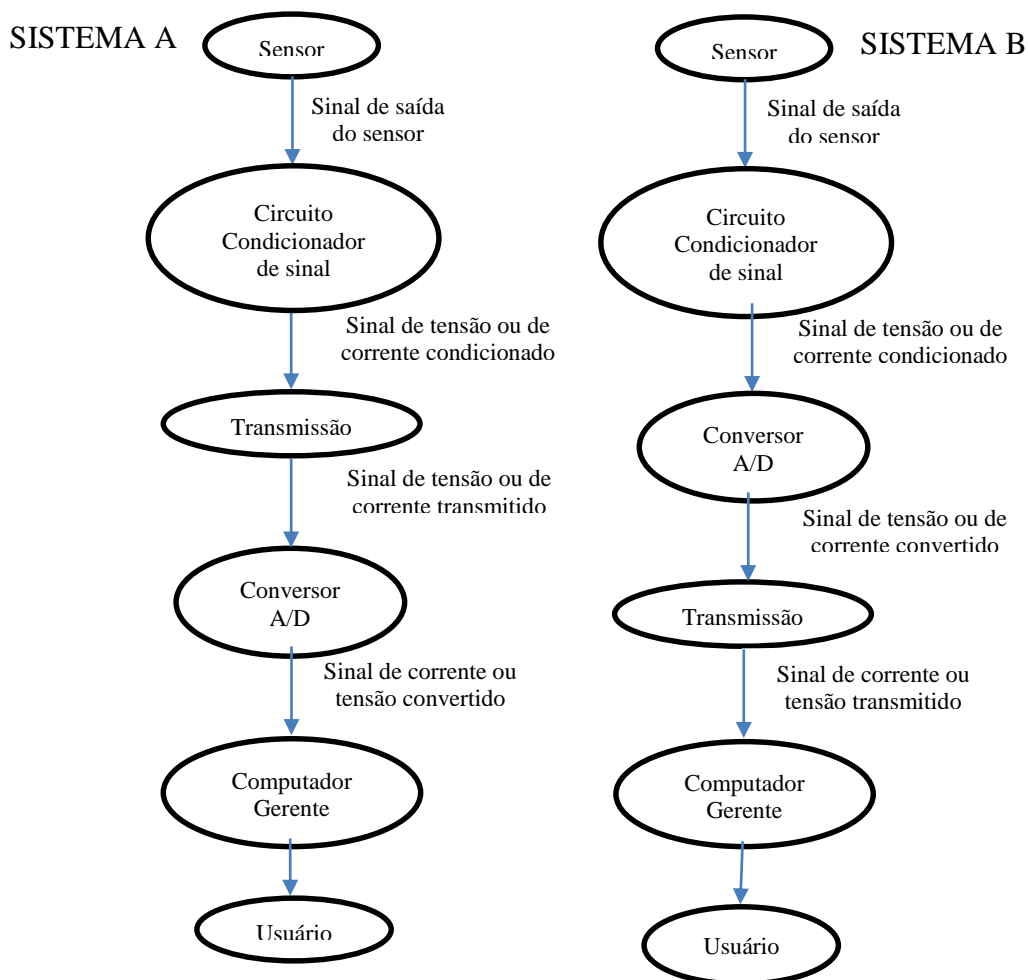 SISTEMA A
Sensor
Sinal de saída
do sensor
Circuito
Condicionador
de sinal
Sinal de tensão ou de
corrente condicionado
Transmissão
Sinal de tensão ou de
corrente transmitido
Conversor
A/D
Sinal de corrente ou
tensão convertido
Computador
Gerente
Usuário
SISTEMA B
Sensor
Sinal de saída
do sensor
Circuito
Condicionador
de sinal
Sinal de tensão ou de
corrente condicionado
Conversor
A/D
Sinal de tensão ou de
corrente convertido
Transmissão
Sinal de corrente ou
tensão transmitido
Computador
Gerente
Usuário